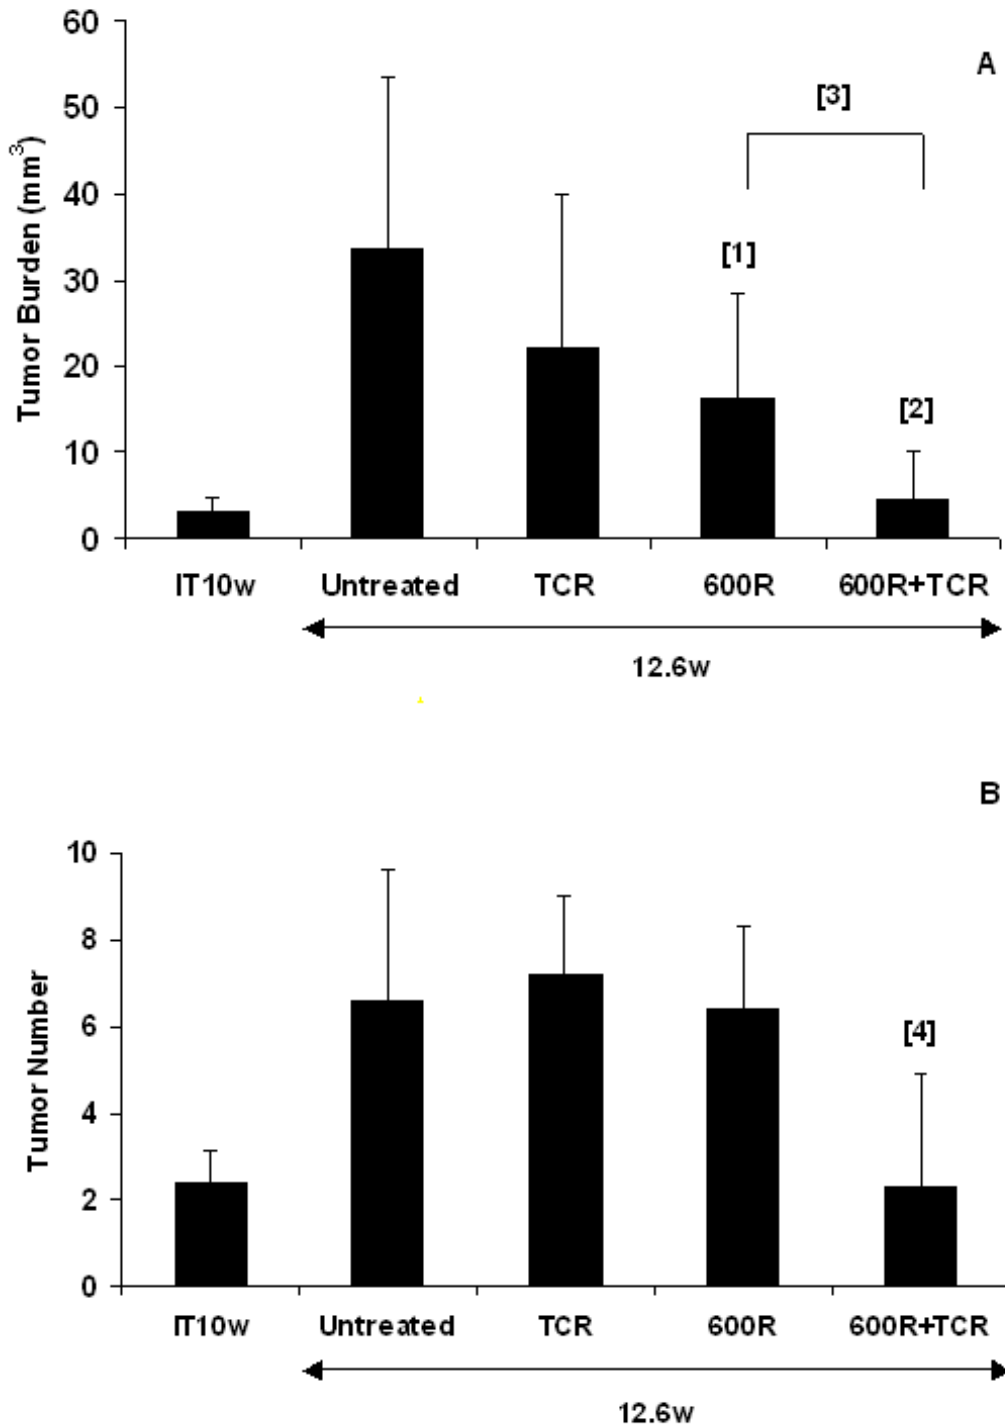 A
60
50
40
30
20
10
0
Tumor Burden (mm³)
[3]
[1]
[2]
IT10w Untreated TCR 600R 600R+TCR
12.6w
B
10
8
6
4
2
0
Tumor Number
[4]
IT10w Untreated TCR 600R 600R+TCR
12.6w